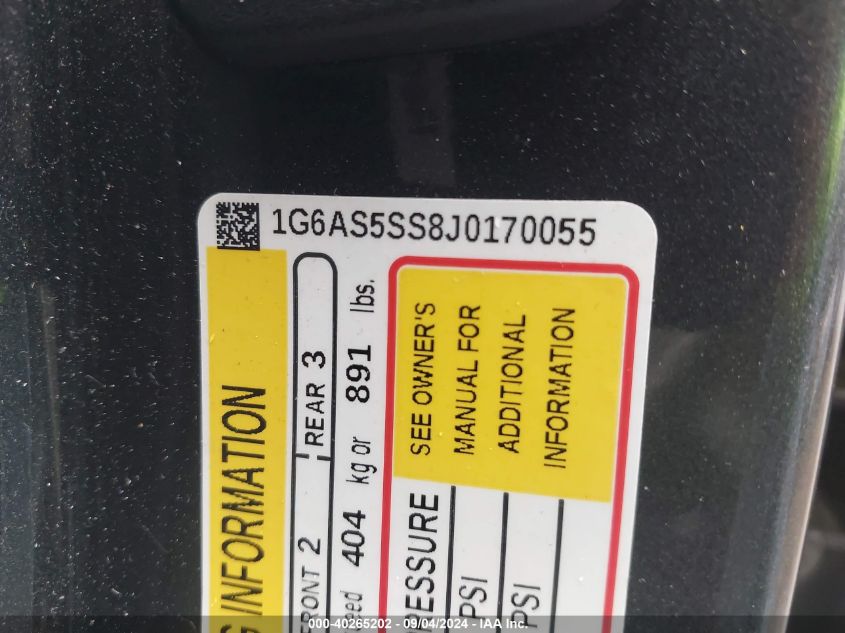 1G6AS5SS8J0170055
G INFORMATION
FRONT 2 REAR 3
404 kg or 891 lbs.
PRESSURE
PSI
PSI
SEE OWNER'S
MANUAL FOR
ADDITIONAL
INFORMATION
000-40265202 - 09/04/2024 - IAA Inc.